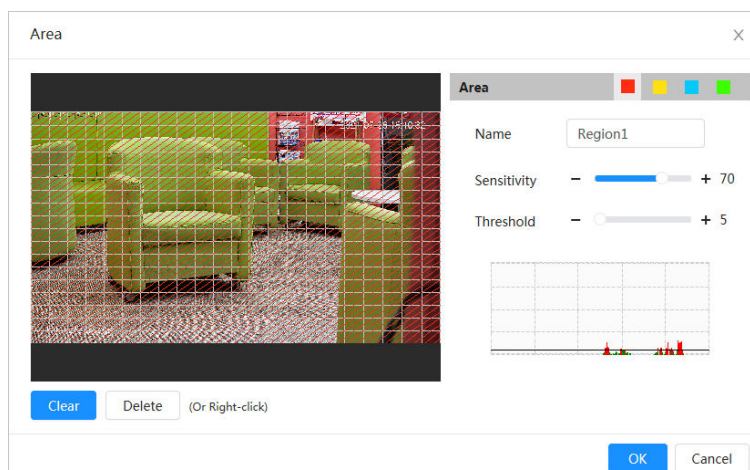 Area
Area
Name
Region1
Sensitivity
- + 70
Threshold
- + 5
Clear
Delete
(Or Right-click)
OK
Cancel